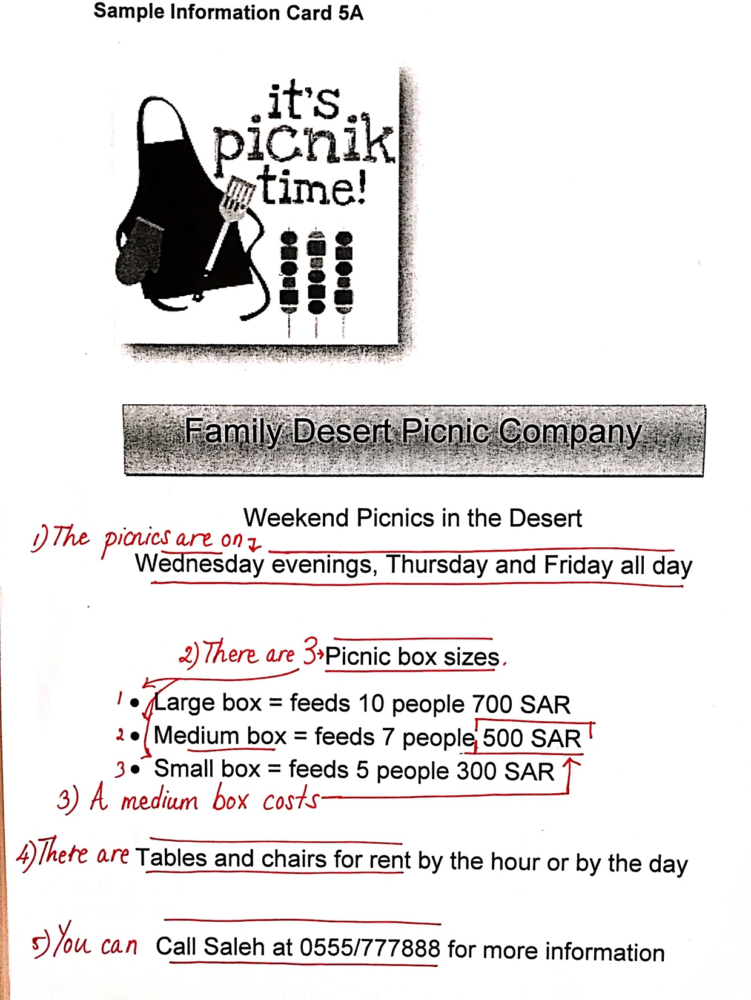 Sample Information Card 5A
it's
picnik
time!
Family Desert Picnic Company
Weekend Picnics in the Desert
1) The picnics are on
Wednesday evenings, Thursday and Friday all day
2) There are 3 Picnic box sizes.
1 • Large box = feeds 10 people 700 SAR
2 • Medium box = feeds 7 people 500 SAR
3 • Small box = feeds 5 people 300 SAR
3) A medium box costs
4) There are Tables and chairs for rent by the hour or by the day
5) You can Call Saleh at 0555/777888 for more information